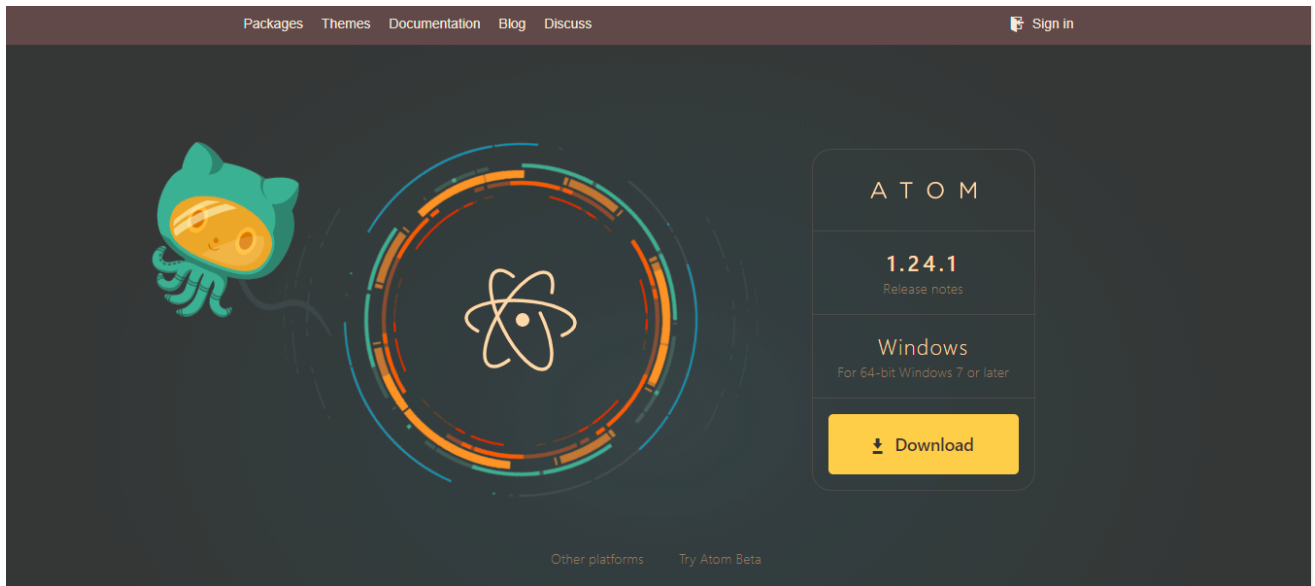 Packages Themes Documentation Blog Discuss Sign in
ATOM
1.24.1
Release notes
Windows
For 64-bit Windows 7 or later
Download
Other platforms Try Atom Beta